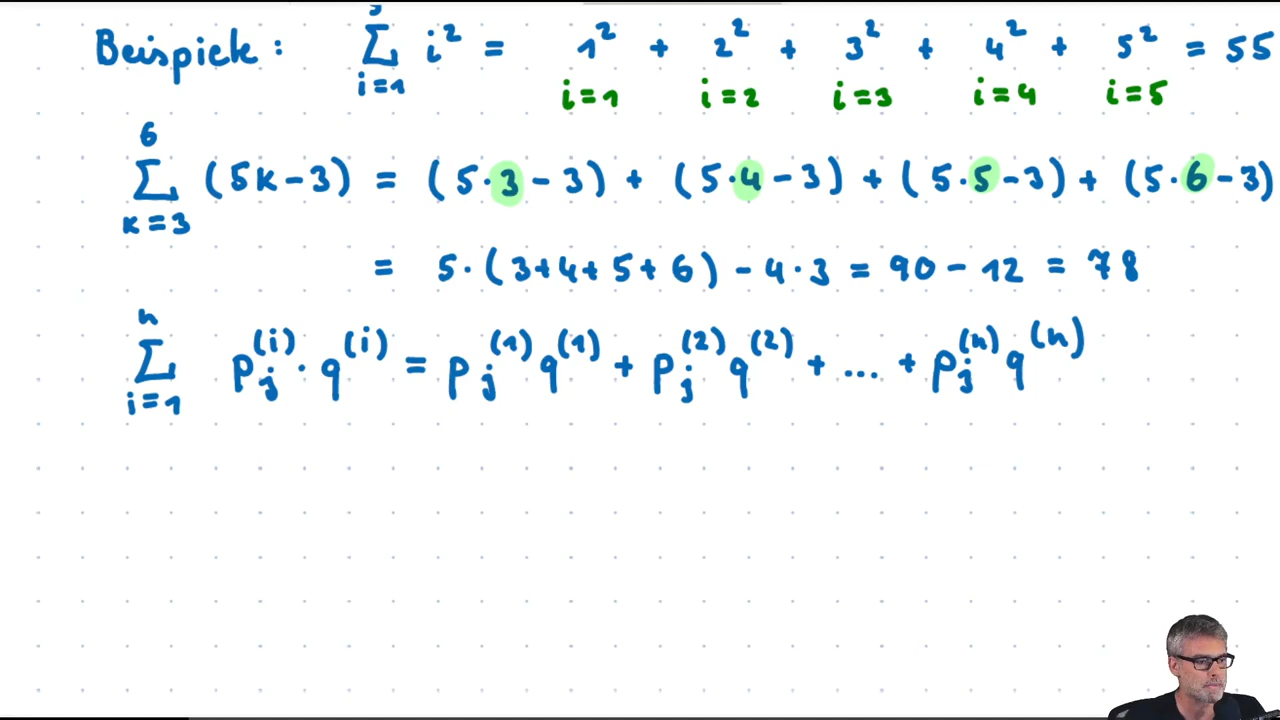 Beispiele: ∑_{i=1}^{5} i² = 1² + 2² + 3² + 4² + 5² = 55
i=1 i=2 i=3 i=4 i=5
∑_{k=3}^{6} (5k-3) = (5·3-3) + (5·4-3) + (5·5-3) + (5·6-3)
= 5·(3+4+5+6) - 4·3 = 90 - 12 = 78
∑_{i=1}^{n} p_j^{(i)} · q^{(i)} = p_j^{(1)} q^{(1)} + p_j^{(2)} q^{(2)} + ... + p_j^{(n)} q^{(n)}